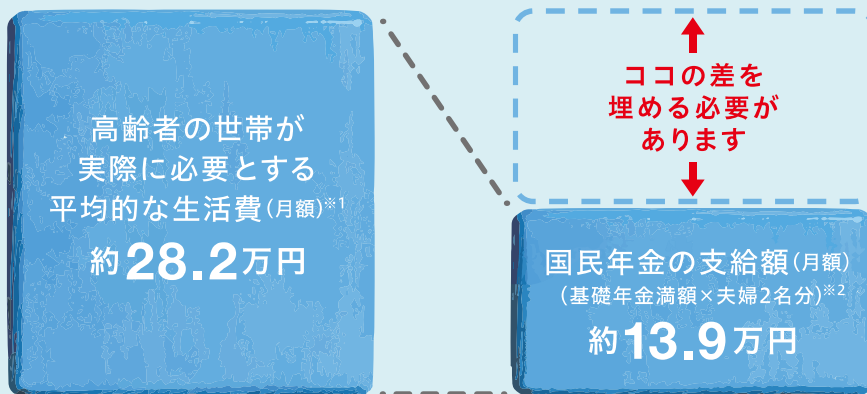 高齢者の世帯が
実際に必要とする
平均的な生活費(月額)※1
約28.2万円
ココの差を
埋める必要が
あります
国民年金の支給額(月額)
(基礎年金満額×夫婦2名分)※2
約13.9万円